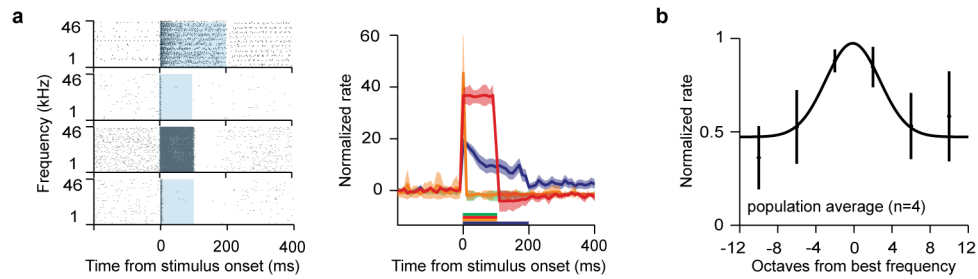 a
b
Frequency (kHz)
46
1
46
1
46
1
46
1
0 200 400
Time from stimulus onset (ms)
Normalized rate
60
40
20
0
0 100 200 300 400
Time from stimulus onset (ms)
Normalized rate
1
0.5
0
population average (n=4)
-12 -8 -4 0 4 8 12
Octaves from best frequency